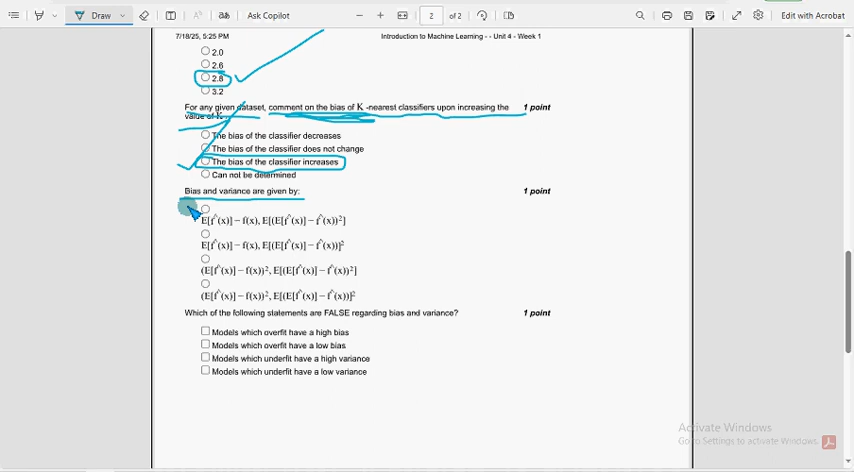 Draw
Ask Copilot
2
of 2
Edit with Acrobat
7/18/25, 5:25 PM
Introduction to Machine Learning - - Unit 4 - Week 1
2.0
2.6
2.8
3.2
For any given dataset, comment on the bias of K -nearest classifiers upon increasing the
value of K.
1 point
The bias of the classifier decreases
The bias of the classifier does not change
The bias of the classifier increases
Can not be determined
Bias and variance are given by:
1 point
E[f^(x)] − f(x), E[(E[f^(x)] − f^(x))²]
E[f^(x)] − f(x), E[(E[f^(x)] − f^(x))]²
(E[f^(x)] − f(x))², E[(E[f^(x)] − f^(x))²]
(E[f^(x)] − f(x))², E[(E[f^(x)] − f^(x))]²
Which of the following statements are FALSE regarding bias and variance?
1 point
Models which overfit have a high bias
Models which overfit have a low bias
Models which underfit have a high variance
Models which underfit have a low variance
Activate Windows
Go to Settings to activate Windows.